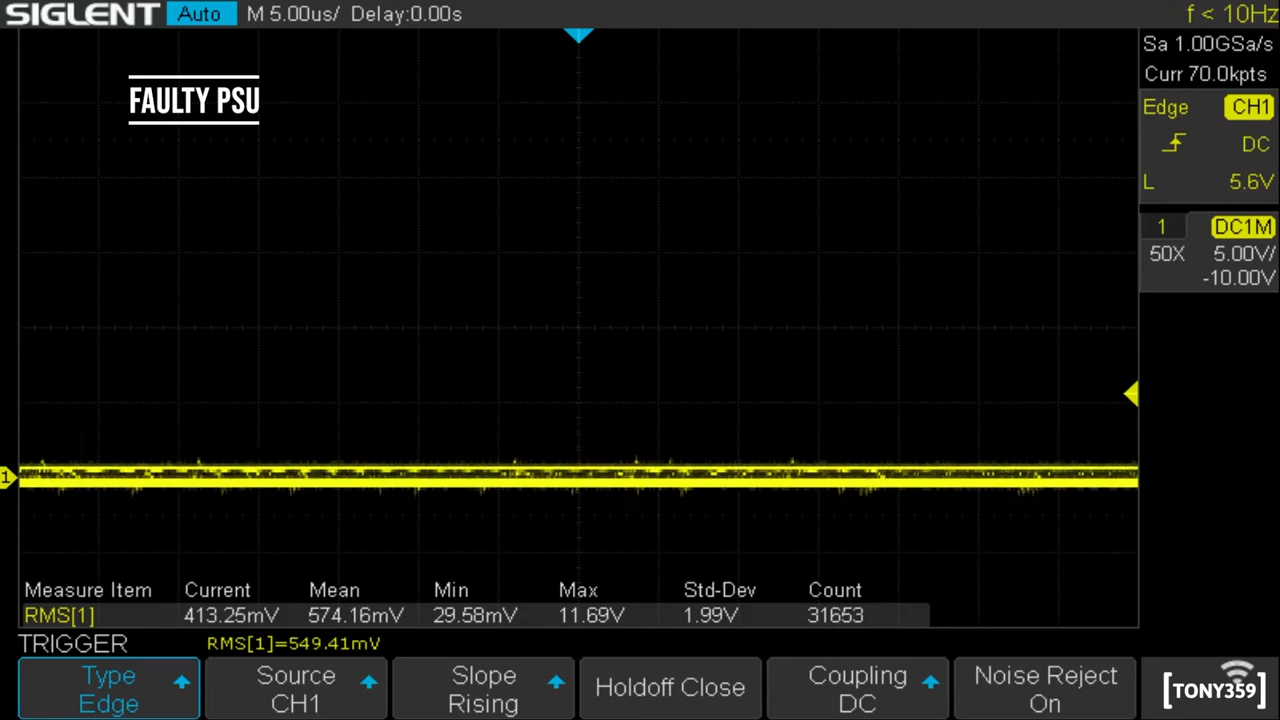 SIGLENT Auto M 5.00us/ Delay:0.00s f < 10Hz
Sa 1.00GSa/s
Curr 70.0kpts
FAULTY PSU
Edge CH1
DC
L 5.6V
1 DC1M
50X 5.00V/
-10.00V
1
Measure Item Current Mean Min Max Std-Dev Count
RMS[1] 413.25mV 574.16mV 29.58mV 11.69V 1.99V 31653
TRIGGER RMS[1]=549.41mV
Type Source Slope Holdoff Close Coupling Noise Reject
Edge CH1 Rising DC On
[TONY359]